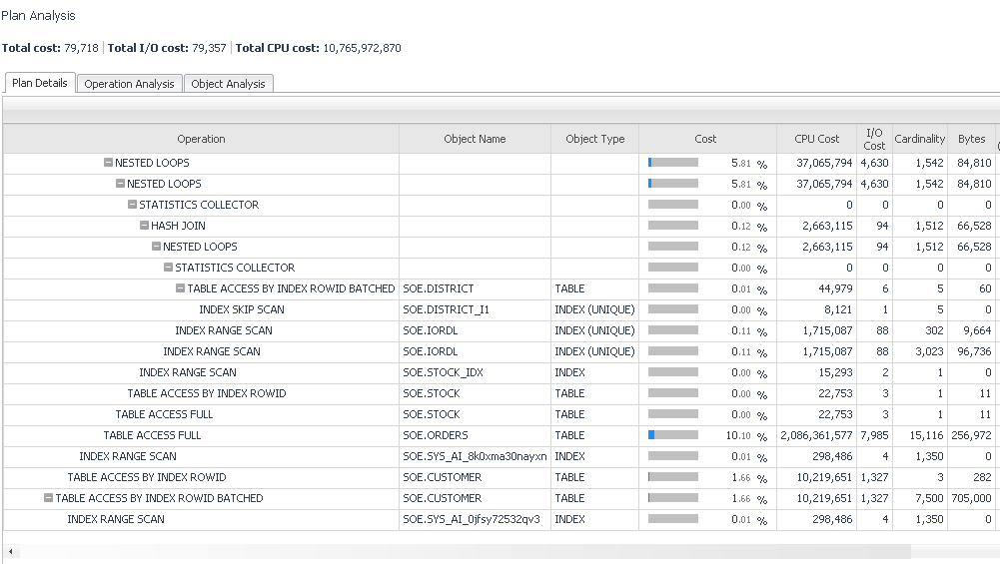 Plan Analysis
Total cost: 79,718 | Total I/O cost: 79,357 | Total CPU cost: 10,765,972,870
Plan Details Operation Analysis Object Analysis
Operation Object Name Object Type Cost CPU Cost I/O Cost Cardinality Bytes (
NESTED LOOPS 5.81 % 37,065,794 4,630 1,542 84,810
NESTED LOOPS 5.81 % 37,065,794 4,630 1,542 84,810
STATISTICS COLLECTOR 0.00 % 0 0 0 0
HASH JOIN 0.12 % 2,663,115 94 1,512 66,528
NESTED LOOPS 0.12 % 2,663,115 94 1,512 66,528
STATISTICS COLLECTOR 0.00 % 0 0 0 0
TABLE ACCESS BY INDEX ROWID BATCHED SOE.DISTRICT TABLE 0.01 % 44,979 6 5 60
INDEX SKIP SCAN SOE.DISTRICT_I1 INDEX (UNIQUE) 0.00 % 8,121 1 5 0
INDEX RANGE SCAN SOE.IORDL INDEX (UNIQUE) 0.11 % 1,715,087 88 302 9,664
INDEX RANGE SCAN SOE.IORDL INDEX (UNIQUE) 0.11 % 1,715,087 88 3,023 96,736
INDEX RANGE SCAN SOE.STOCK_IDX INDEX 0.00 % 15,293 2 1 0
TABLE ACCESS BY INDEX ROWID SOE.STOCK TABLE 0.00 % 22,753 3 1 11
TABLE ACCESS FULL SOE.STOCK TABLE 0.00 % 22,753 3 1 11
TABLE ACCESS FULL SOE.ORDERS TABLE 10.10 % 2,086,361,577 7,985 15,116 256,972
INDEX RANGE SCAN SOE.SYS_AI_8k0xma30nayxn INDEX 0.01 % 298,486 4 1,350 0
TABLE ACCESS BY INDEX ROWID SOE.CUSTOMER TABLE 1.66 % 10,219,651 1,327 3 282
TABLE ACCESS BY INDEX ROWID BATCHED SOE.CUSTOMER TABLE 1.66 % 10,219,651 1,327 7,500 705,000
INDEX RANGE SCAN SOE.SYS_AI_0jfsy72532qv3 INDEX 0.01 % 298,486 4 1,350 0